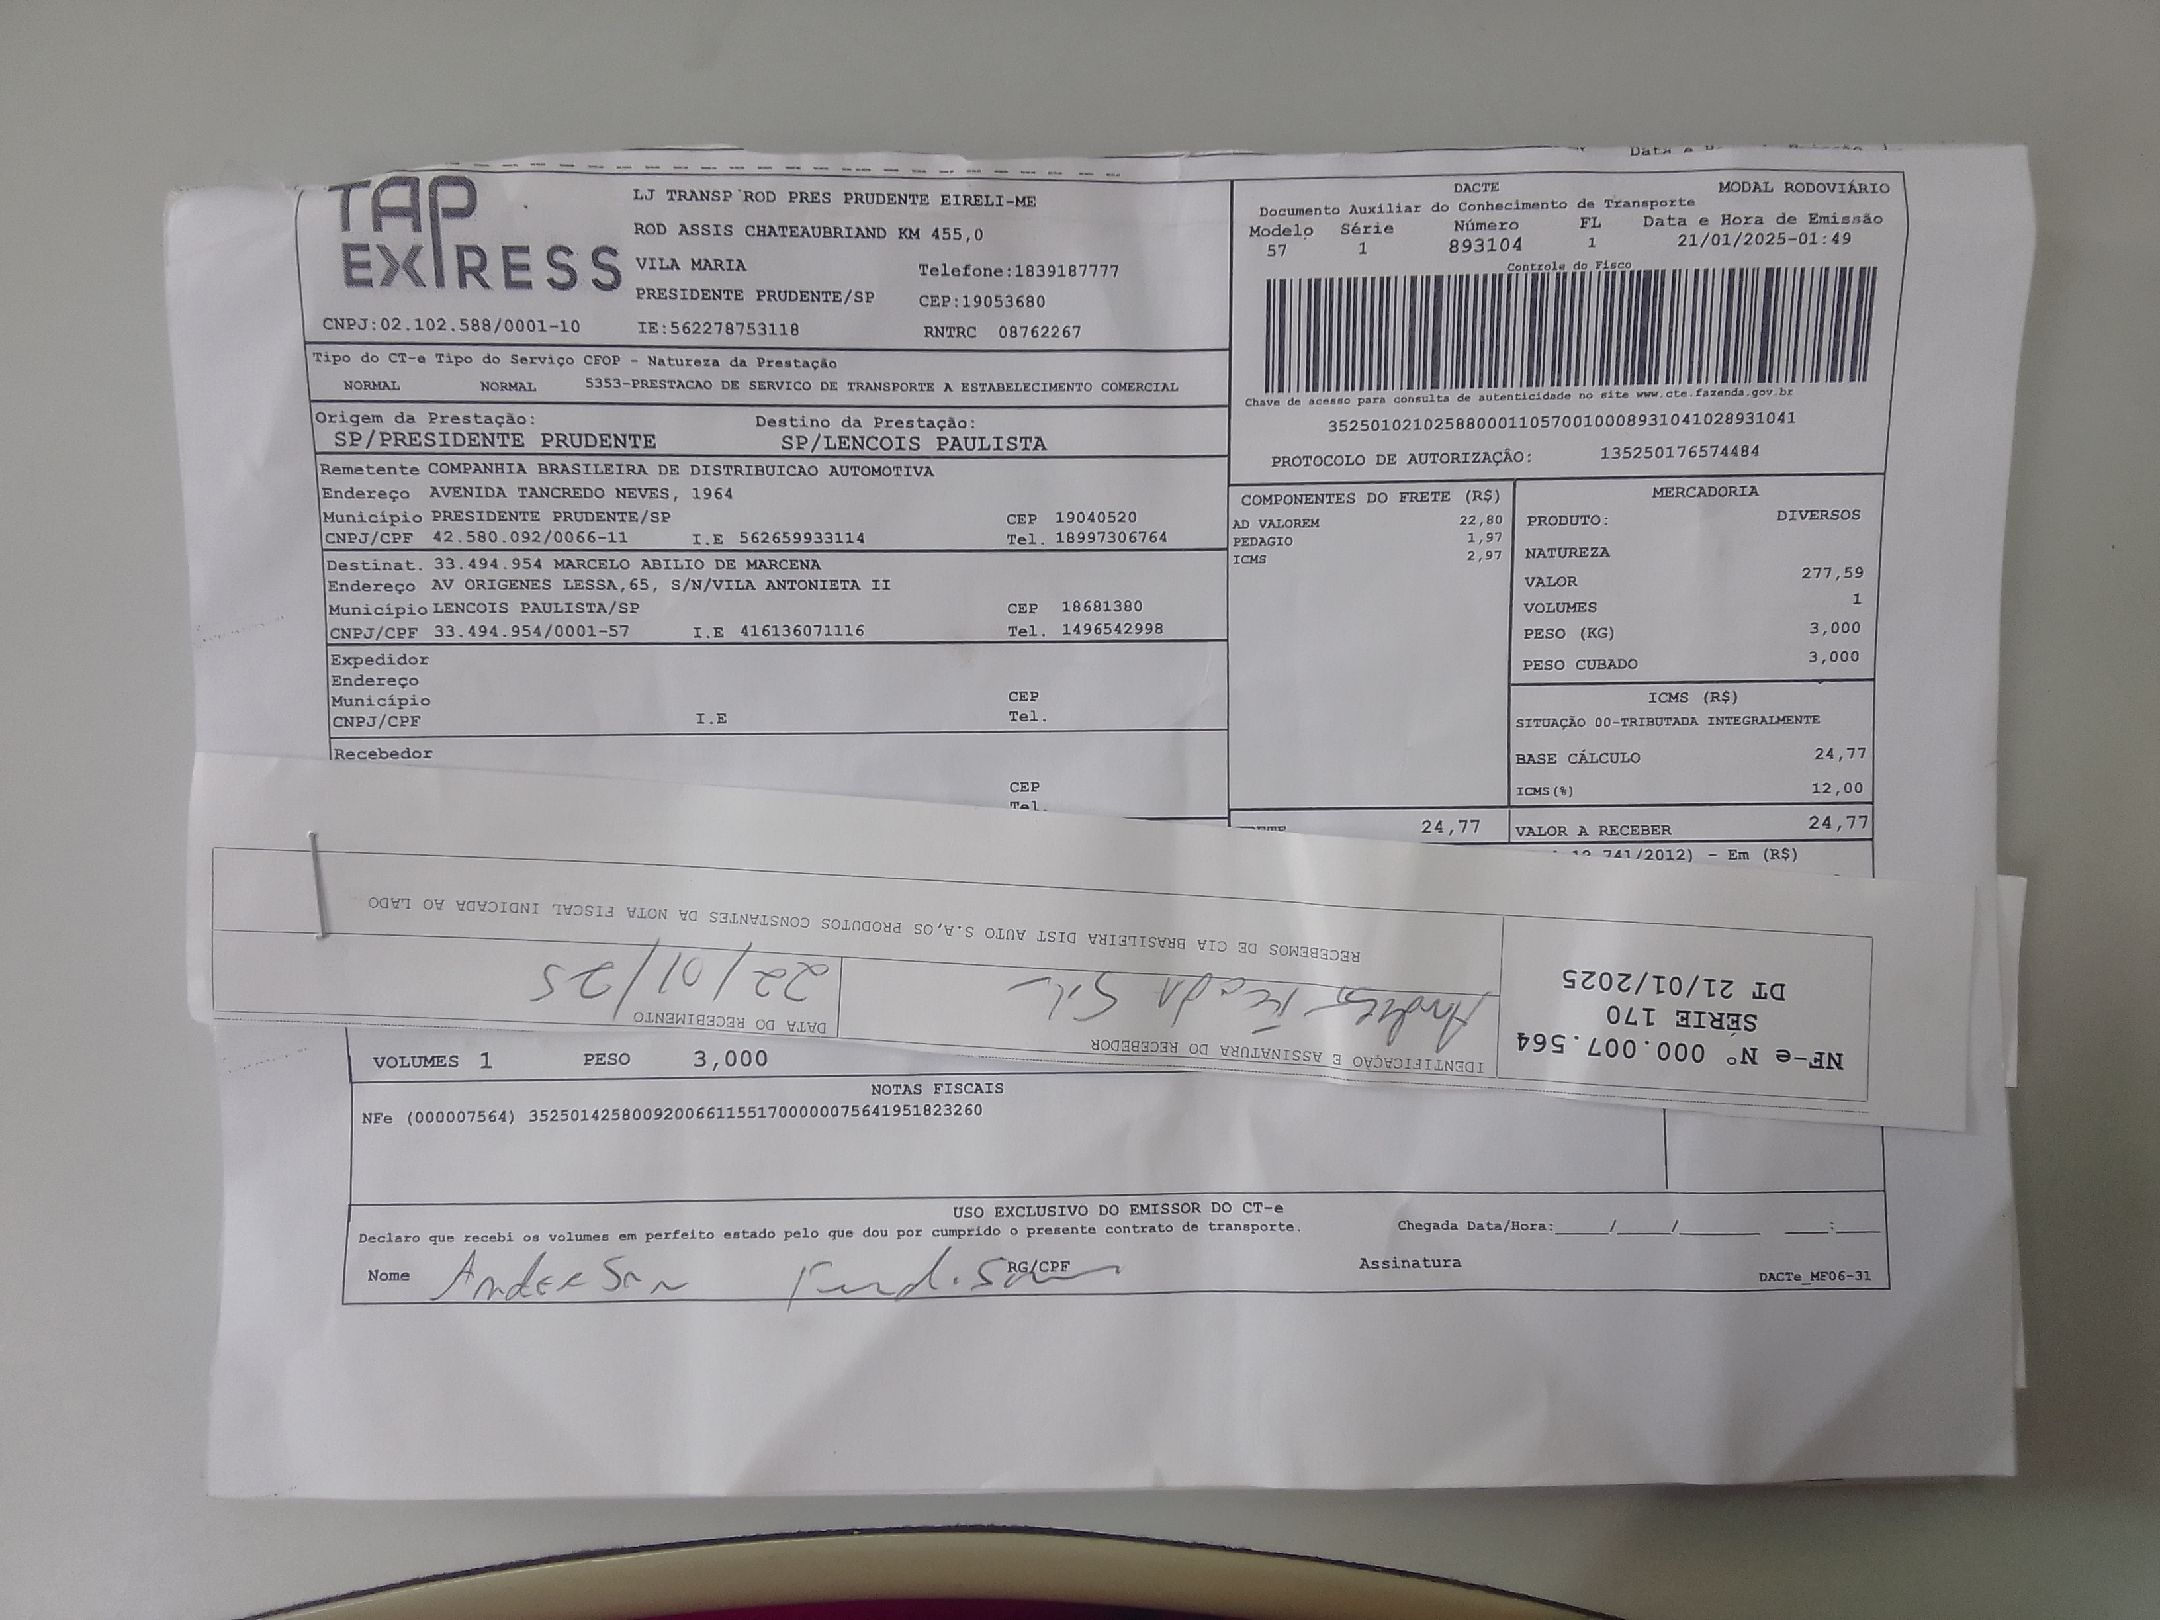 TAP
EXPRESS
LJ TRANSP ROD PRES PRUDENTE EIRELI-ME
ROD ASSIS CHATEAUBRIAND KM 455,0
VILA MARIA Telefone:1839187777
PRESIDENTE PRUDENTE/SP CEP:19053680
CNPJ:02.102.588/0001-10 IE:562278753118 RNTRC 08762267
DACTE MODAL RODOVIÁRIO
Documento Auxiliar do Conhecimento de Transporte
Modelo Série Número FL Data e Hora de Emissão
57 1 893104 1 21/01/2025-01:49
Controle do Fisco
Chave de acesso para consulta de autenticidade no site www.cte.fazenda.gov.br
35250102102588000110570010008931041028931041
PROTOCOLO DE AUTORIZAÇÃO: 135250176574484
Tipo do CT-e Tipo do Serviço CFOP - Natureza da Prestação
NORMAL NORMAL 5353-PRESTACAO DE SERVICO DE TRANSPORTE A ESTABELECIMENTO COMERCIAL
Origem da Prestação: Destino da Prestação:
SP/PRESIDENTE PRUDENTE SP/LENCOIS PAULISTA
Remetente COMPANHIA BRASILEIRA DE DISTRIBUICAO AUTOMOTIVA
Endereço AVENIDA TANCREDO NEVES, 1964
Município PRESIDENTE PRUDENTE/SP CEP 19040520
CNPJ/CPF 42.580.092/0066-11 I.E 562659933114 Tel. 18997306764
Destinat. 33.494.954 MARCELO ABILIO DE MARCENA
Endereço AV ORIGENES LESSA,65, S/N/VILA ANTONIETA II
Município LENCOIS PAULISTA/SP CEP 18681380
CNPJ/CPF 33.494.954/0001-57 I.E 416136071116 Tel. 1496542998
Expedidor
Endereço
Município CEP
CNPJ/CPF I.E Tel.
Recebedor
CEP
Tel.
COMPONENTES DO FRETE (R$)
AD VALOREM 22,80
PEDAGIO 1,97
ICMS 2,97
MERCADORIA
PRODUTO: DIVERSOS
NATUREZA
VALOR 277,59
VOLUMES 1
PESO (KG) 3,000
PESO CUBADO 3,000
ICMS (R$)
SITUAÇÃO 00-TRIBUTADA INTEGRALMENTE
BASE CÁLCULO 24,77
ICMS(%) 12,00
24,77 VALOR A RECEBER 24,77
12.741/2012) - Em (R$)
RECEBEMOS DE CIA BRASILEIRA DIST AUTO S.A,OS PRODUTOS CONSTANTES DA NOTA FISCAL INDICADA AO LADO
DATA DO RECEBIMENTO
22/01/25
IDENTIFICAÇÃO E ASSINATURA DO RECEBEDOR
NF-e Nº 000.007.564
SÉRIE 170
DT 21/01/2025
VOLUMES 1 PESO 3,000
NOTAS FISCAIS
NFe (000007564) 35250142580092006611551700000075641951823260
USO EXCLUSIVO DO EMISSOR DO CT-e
Declaro que recebi os volumes em perfeito estado pelo que dou por cumprido o presente contrato de transporte. Chegada Data/Hora:____/____/______ ___:___
Nome Anderson RG/CPF Assinatura
DACTe_MF06-31